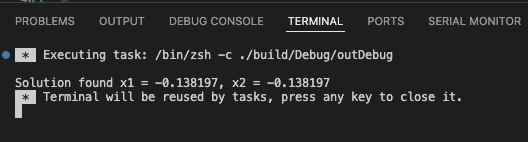 PROBLEMS OUTPUT DEBUG CONSOLE TERMINAL PORTS SERIAL MONITOR
* Executing task: /bin/zsh -c ./build/Debug/outDebug
Solution found x1 = -0.138197, x2 = -0.138197
* Terminal will be reused by tasks, press any key to close it.